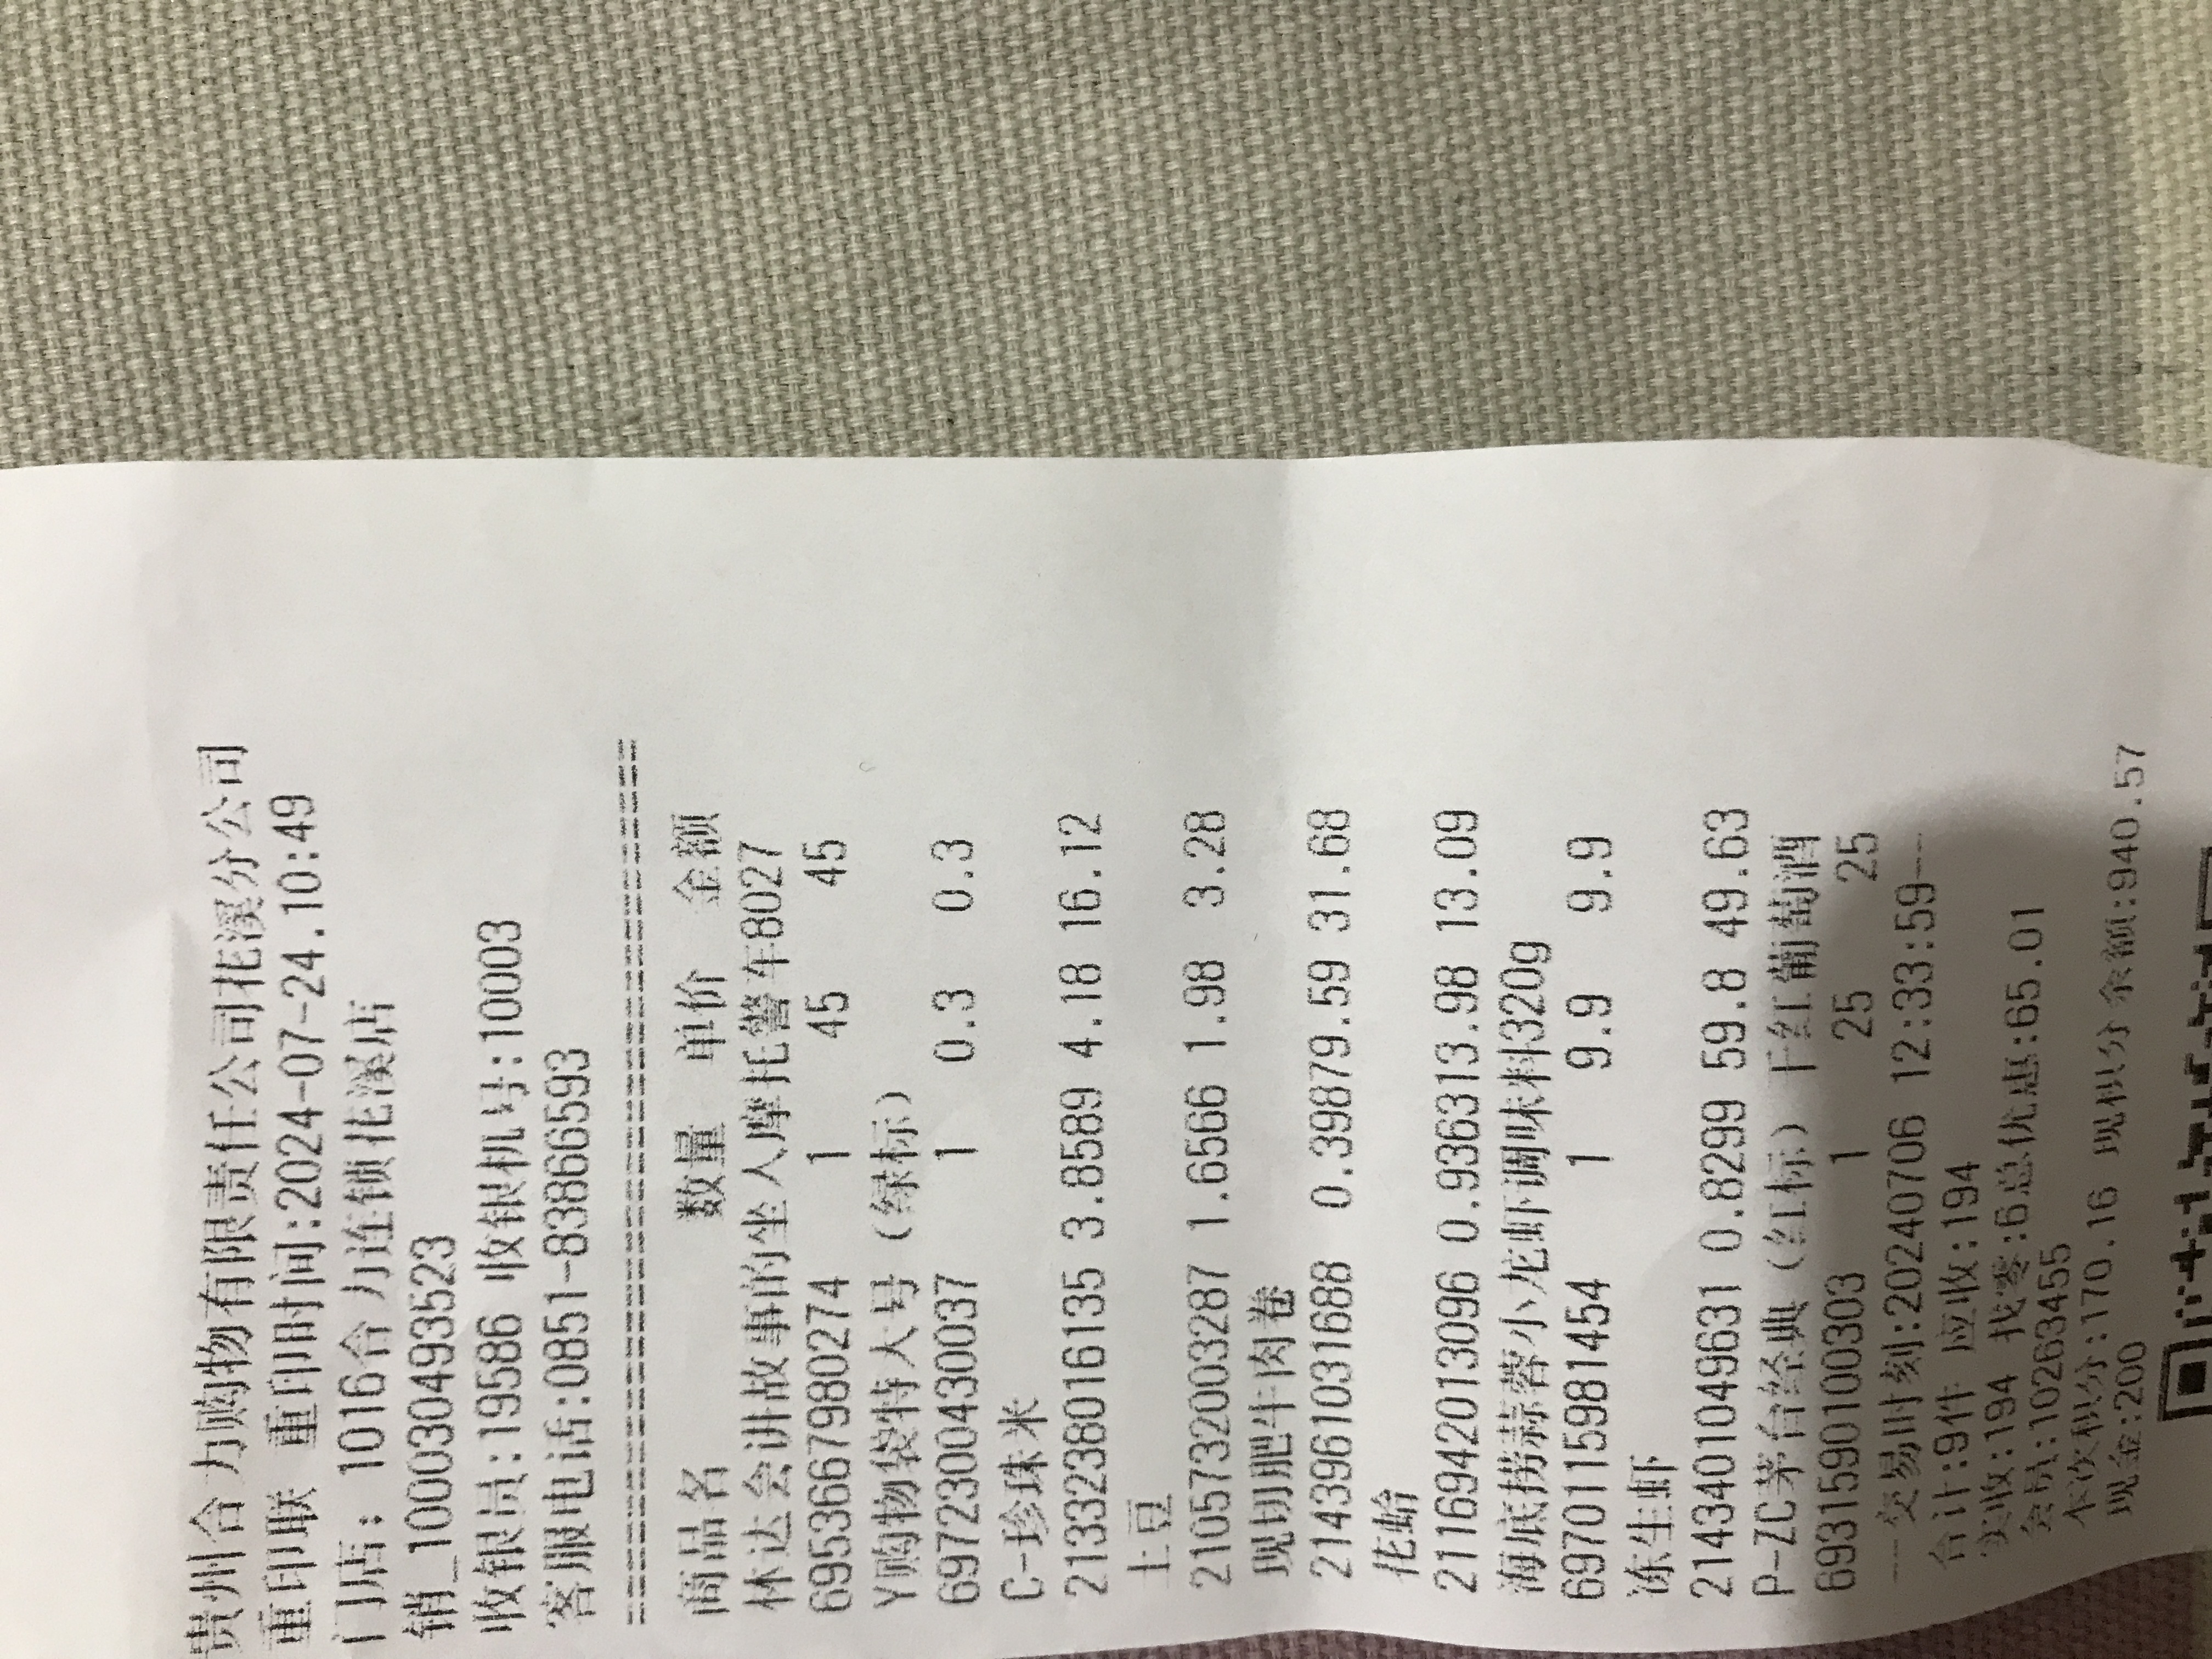 贵州合力购物有限责任公司花溪分公司
重印联 重印时间:2024-07-24.10:49
门店: 1016合力连锁花溪店
销_100030493523
收银员:19586 收银机号:10003
客服电话:0851-83866593
================================
商品名 数量 单价 金额
林达会讲故事的坐人摩托警车8027
6953667980274 1 45 45
Y购物袋特大号(绿标)
6972300430037 1 0.3 0.3
C-珍珠米
2133238016135 3.8589 4.18 16.12
土豆
2105732003287 1.6566 1.98 3.28
现切肥牛肉卷
2143961031688 0.39879.59 31.68
花蛤
2116942013096 0.936313.98 13.09
海底捞蒜蓉小龙虾调味料320g
6970115981454 1 9.9 9.9
冻生虾
2143401049631 0.8299 59.8 49.63
P-ZC茅台经典(红标)干红葡萄酒
6931590100303 1 25 25
--交易时刻:20240706 12:33:59--
合计:9件 应收:194
实收:194 找零:6总优惠:65.01
会员:10263455
本次积分:170.16 现积分余额:940.57
现金:200